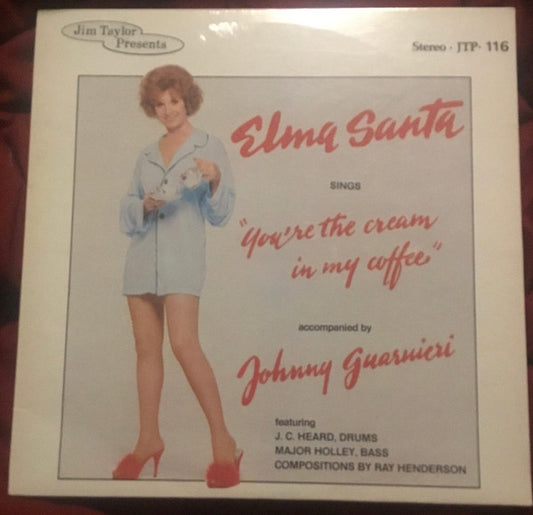 Jim Taylor
Presents
Stereo - JTP- 116
Elma Santa
SINGS
"You're the cream
in my coffee"
accompanied by
Johnny Guarnieri
featuring
J. C. HEARD, DRUMS
MAJOR HOLLEY, BASS
COMPOSITIONS BY RAY HENDERSON